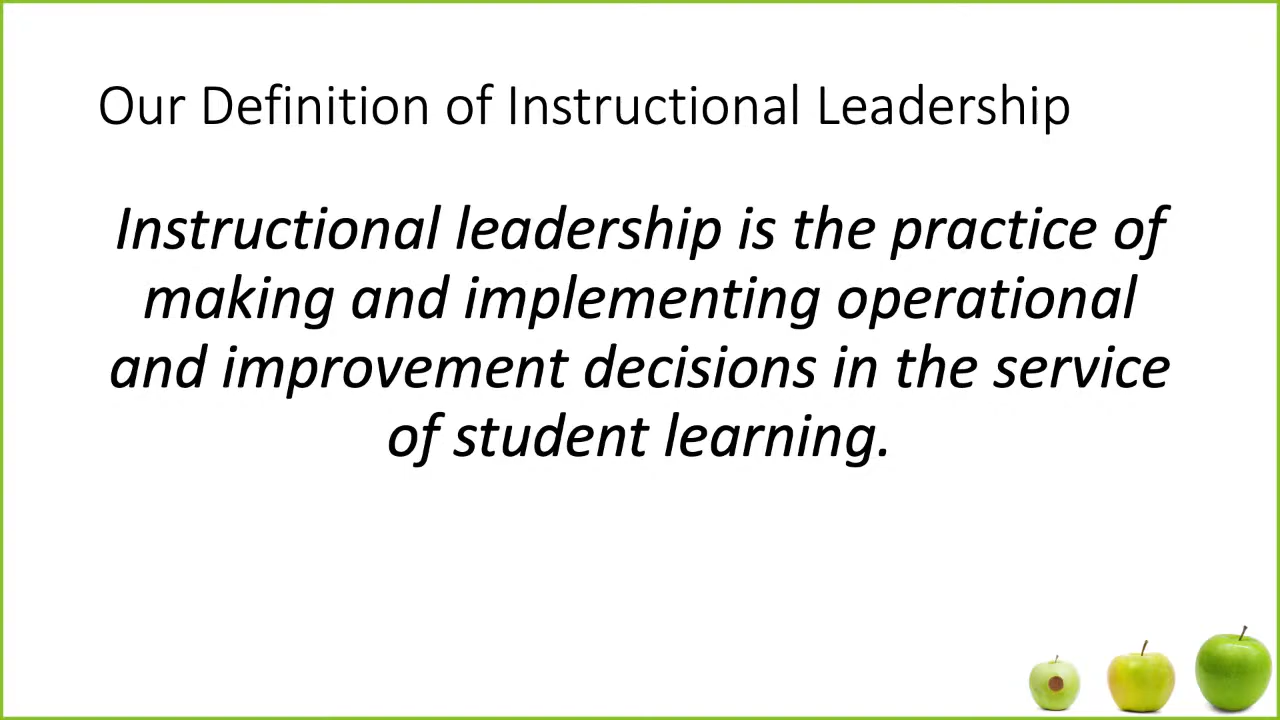 Our Definition of Instructional Leadership
Instructional leadership is the practice of
making and implementing operational
and improvement decisions in the service
of student learning.